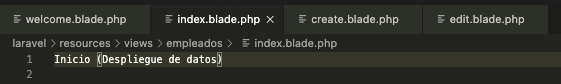 welcome.blade.php index.blade.php × create.blade.php edit.blade.php
laravel > resources > views > empleados > index.blade.php
1 Inicio (Despliegue de datos)
2